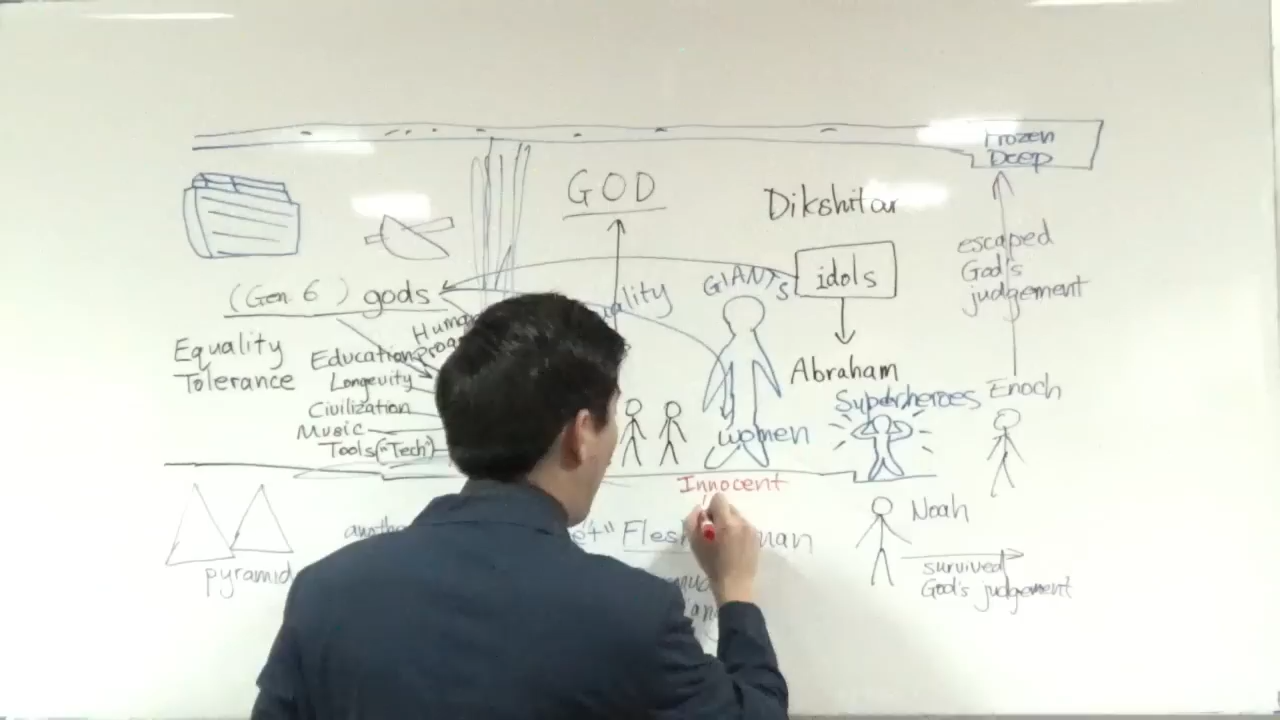 Frozen
Deep
GOD
Dikshitar
escaped
God's
judgement
GIANTS
idols
(Gen 6) gods
Equality
Tolerance
Education
Longevity
Civilization
Music
Tools("Tech")
Abraham
Superheroes
Enoch
women
Innocent
Noah
survived
God's judgement
pyramid